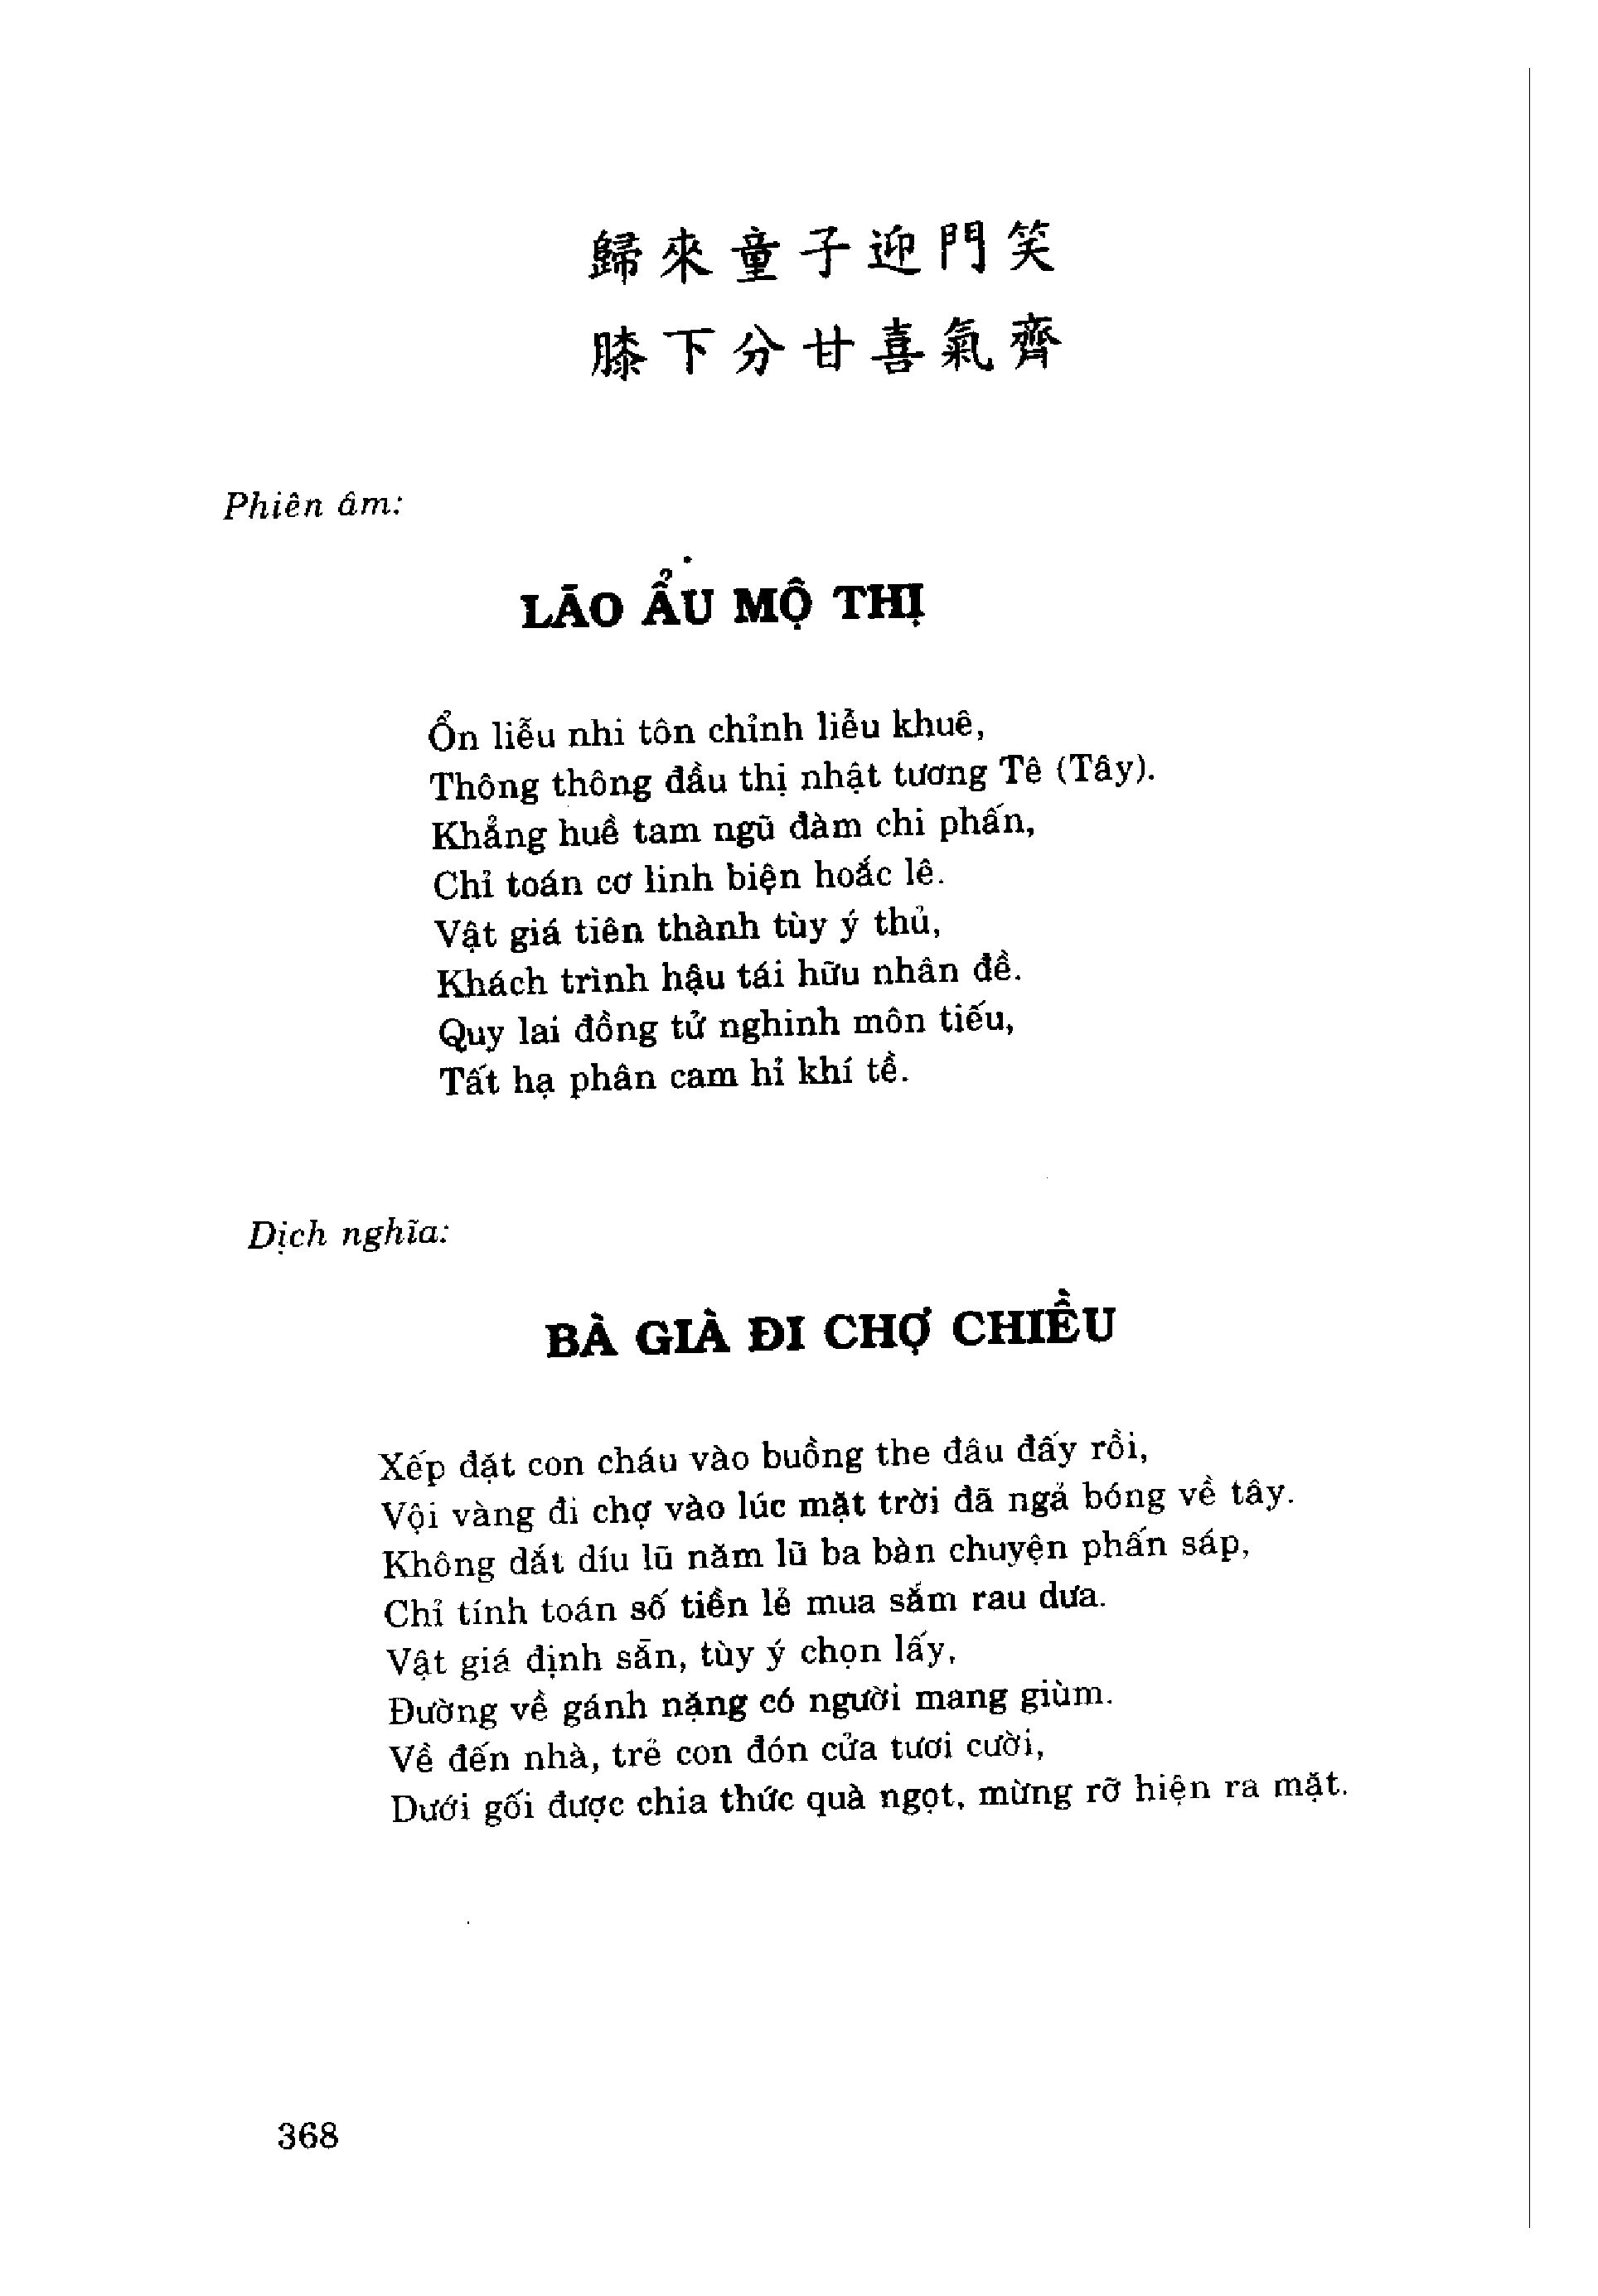 歸來童子迎門笑
膝下分甘喜氣齊
Phiên âm:
LÃO ẨU MỘ THỊ
Ổn liễu nhi tôn chỉnh liễu khuê,
Thông thông đầu thị nhật tương Tê (Tây).
Khẳng huề tam ngũ đàm chi phấn,
Chỉ toán cơ linh biện hoắc lê.
Vật giá tiên thành tùy ý thủ,
Khách trình hậu tái hữu nhân đề.
Quy lai đồng tử nghinh môn tiếu,
Tất hạ phân cam hỉ khí tề.
Dịch nghĩa:
BÀ GIÀ ĐI CHỢ CHIỀU
Xếp đặt con cháu vào buồng the đâu đấy rồi,
Vội vàng đi chợ vào lúc mặt trời đã ngả bóng về tây.
Không dắt díu lũ năm lũ ba bàn chuyện phấn sáp,
Chỉ tính toán số tiền lẻ mua sắm rau dưa.
Vật giá định sẵn, tùy ý chọn lấy,
Đường về gánh nặng có người mang giùm.
Về đến nhà, trẻ con đón cửa tươi cười,
Dưới gối được chia thức quà ngọt, mừng rỡ hiện ra mặt.
368